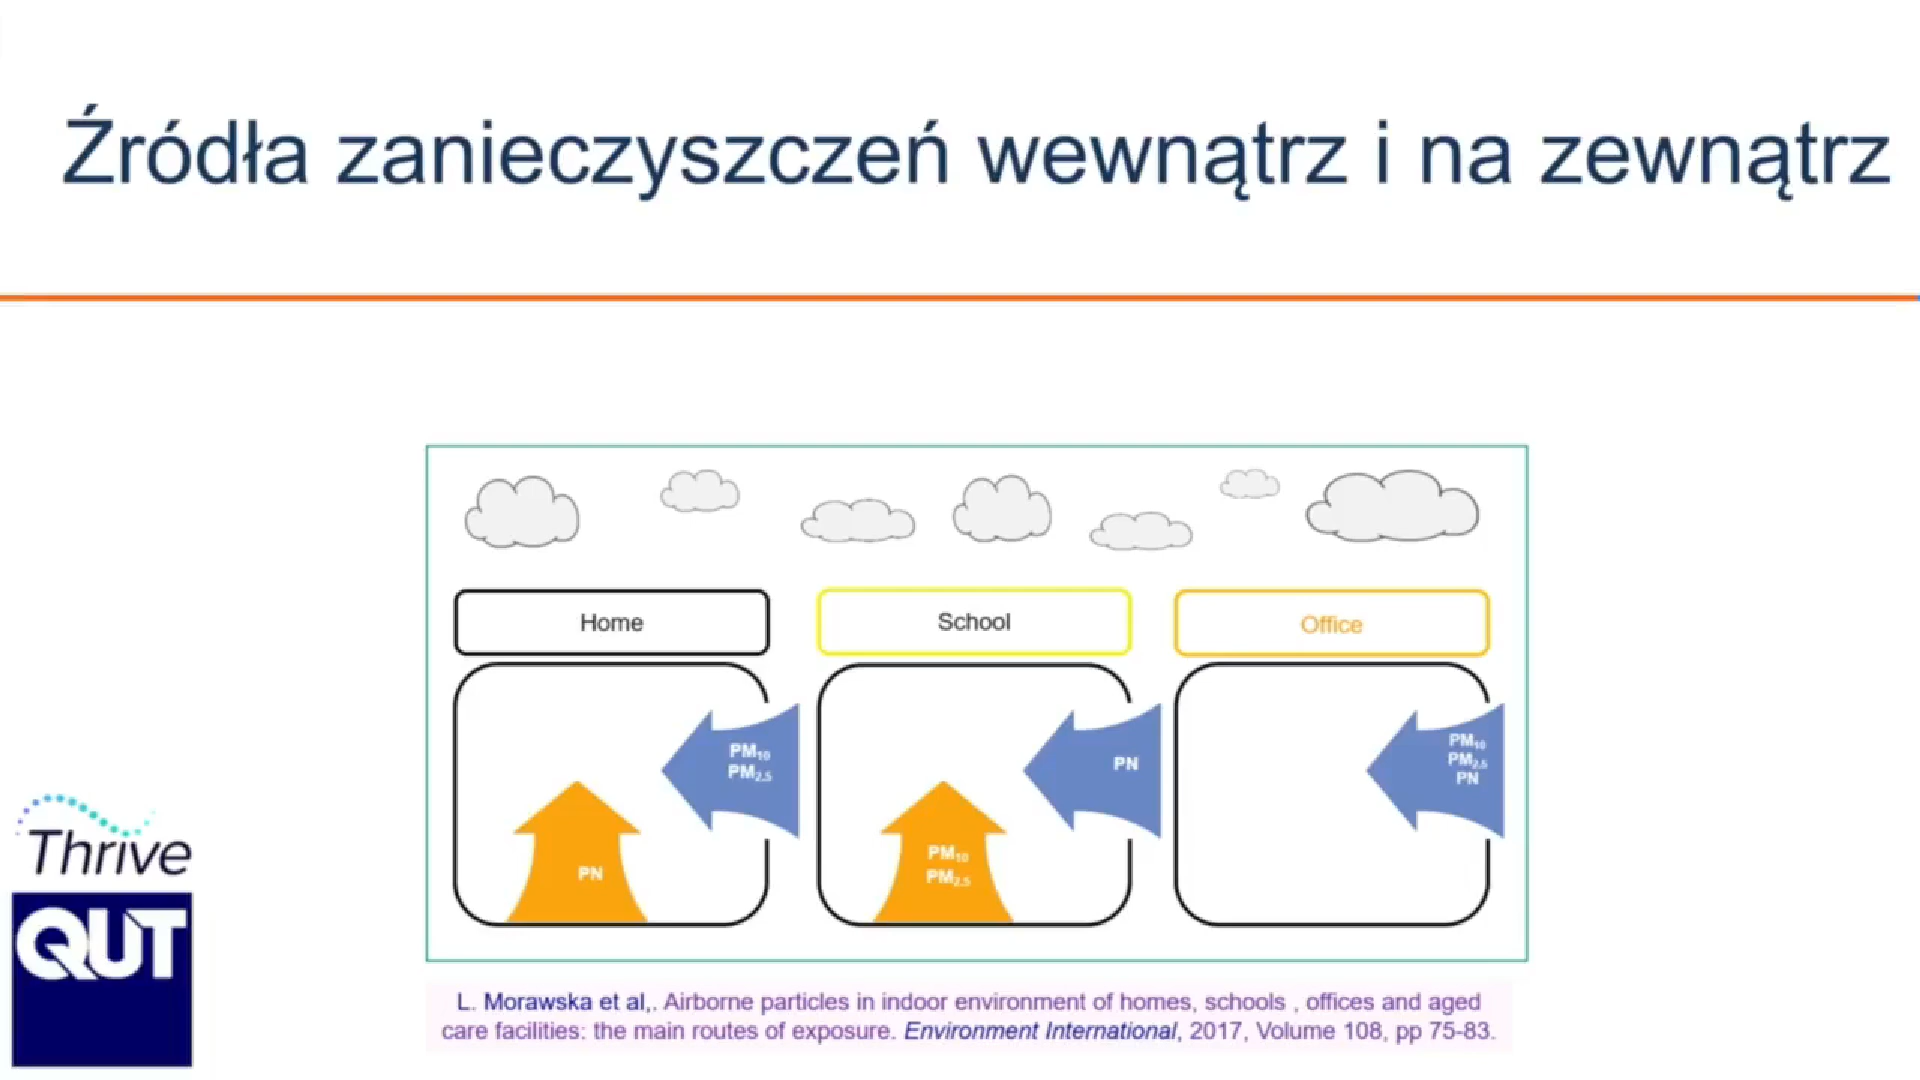 Źródła zanieczyszczeń wewnątrz i na zewnątrz
Home
School
Office
PM10
PM2.5
PN
PN
PM10
PM2.5
PM10
PM2.5
PN
Thrive
QUT
L. Morawska et al,. Airborne particles in indoor environment of homes, schools , offices and aged
care facilities: the main routes of exposure. Environment International, 2017, Volume 108, pp 75-83.